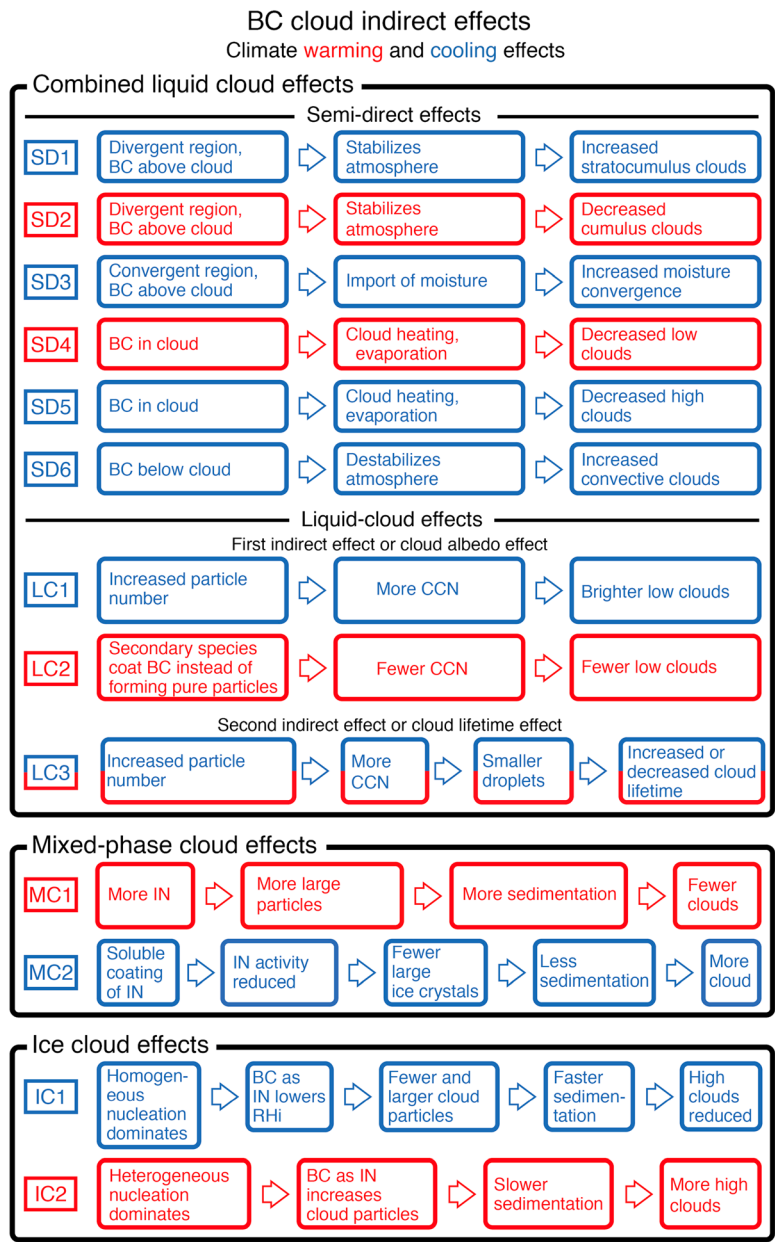 BC cloud indirect effects
Climate warming and cooling effects
Combined liquid cloud effects
Semi-direct effects
SD1
Divergent region,
BC above cloud
Stabilizes
atmosphere
Increased
stratocumulus clouds
SD2
Divergent region,
BC above cloud
Stabilizes
atmosphere
Decreased
cumulus clouds
SD3
Convergent region,
BC above cloud
Import of moisture
Increased moisture
convergence
SD4
BC in cloud
Cloud heating,
evaporation
Decreased low
clouds
SD5
BC in cloud
Cloud heating,
evaporation
Decreased high
clouds
SD6
BC below cloud
Destabilizes
atmosphere
Increased
convective clouds
Liquid-cloud effects
First indirect effect or cloud albedo effect
LC1
Increased particle
number
More CCN
Brighter low clouds
LC2
Secondary species
coat BC instead of
forming pure particles
Fewer CCN
Fewer low clouds
Second indirect effect or cloud lifetime effect
LC3
Increased particle
number
More
CCN
Smaller
droplets
Increased or
decreased cloud
lifetime
Mixed-phase cloud effects
MC1
More IN
More large
particles
More sedimentation
Fewer
clouds
MC2
Soluble
coating
of IN
IN activity
reduced
Fewer
large
ice crystals
Less
sedimentation
More
cloud
Ice cloud effects
IC1
Homogen-
eous
nucleation
dominates
BC as
IN lowers
RHi
Fewer and
larger cloud
particles
Faster
sedimen-
tation
High
clouds
reduced
IC2
Heterogeneous
nucleation
dominates
BC as IN
increases
cloud particles
Slower
sedimentation
More high
clouds